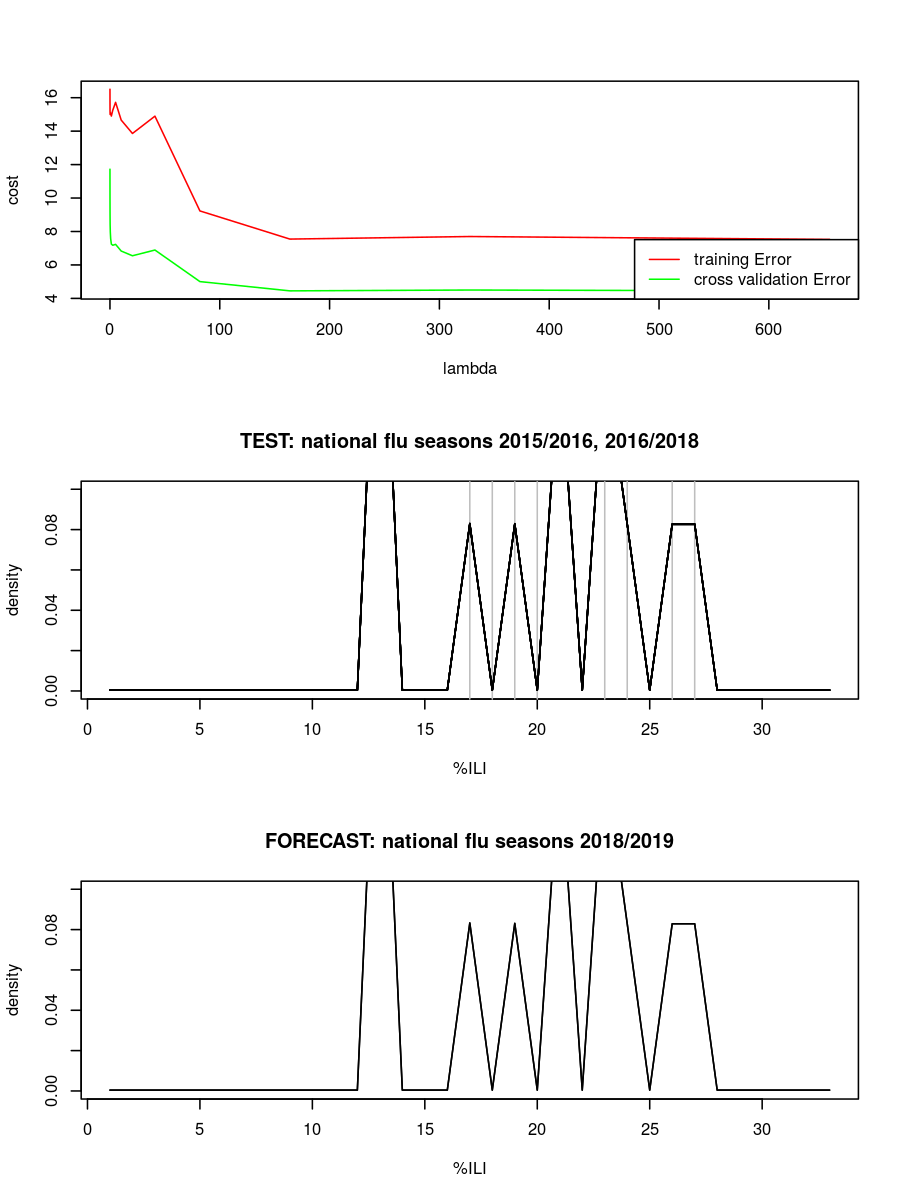 cost
16
14
12
10
8
6
4
training Error
cross validation Error
0 100 200 300 400 500 600
lambda
TEST: national flu seasons 2015/2016, 2016/2018
density
0.08
0.04
0.00
0 5 10 15 20 25 30
%ILI
FORECAST: national flu seasons 2018/2019
density
0.08
0.04
0.00
0 5 10 15 20 25 30
%ILI